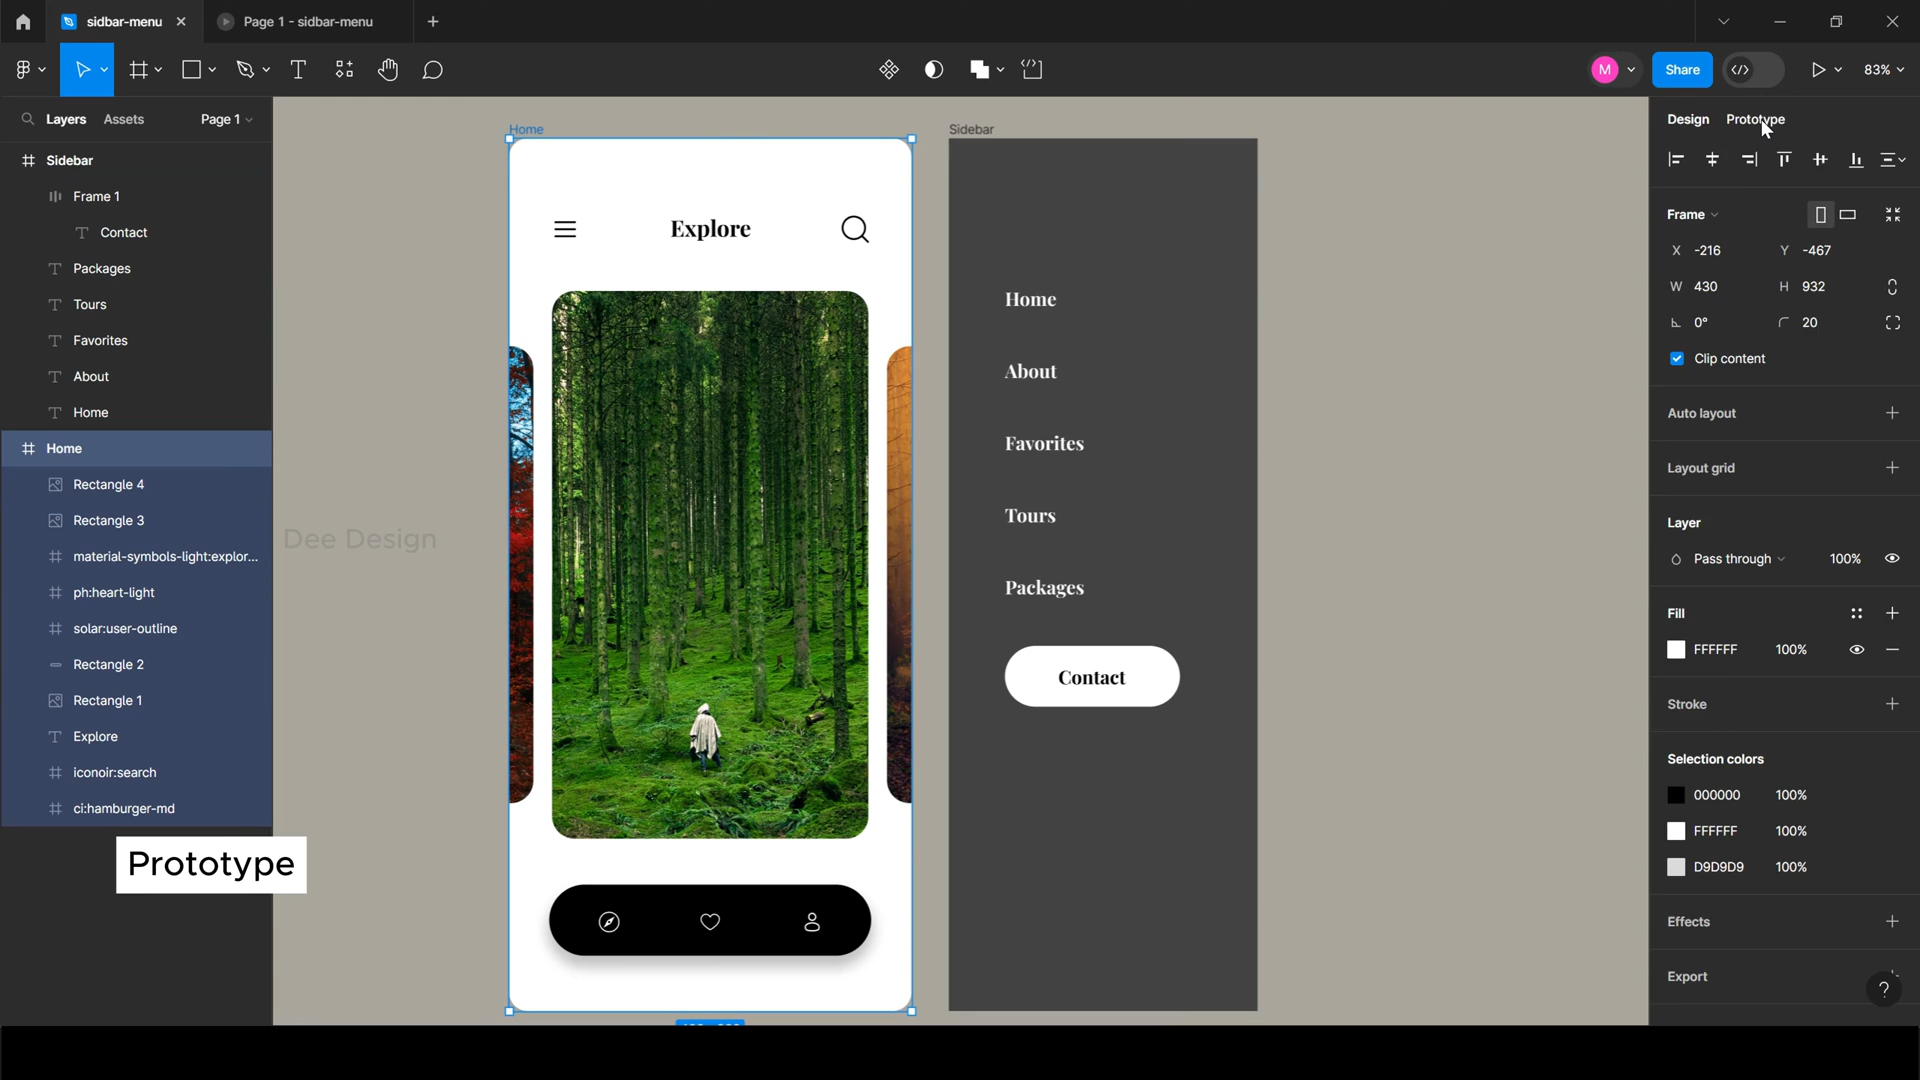 sidbar-menu
Page 1 - sidbar-menu
M
Share
83%
Layers
Assets
Page 1
Sidebar
Frame 1
Contact
Packages
Tours
Favorites
About
Home
Home
Rectangle 4
Rectangle 3
material-symbols-light:explor...
ph:heart-light
solar:user-outline
Rectangle 2
Rectangle 1
Explore
iconoir:search
ci:hamburger-md
Prototype
Dee Design
Home
Explore
Sidebar
Home
About
Favorites
Tours
Packages
Contact
Design
Prototype
Frame
X -216
Y -467
W 430
H 932
0°
20
Clip content
Auto layout
Layout grid
Layer
Pass through
100%
Fill
FFFFFF
100%
Stroke
Selection colors
000000
100%
FFFFFF
100%
D9D9D9
100%
Effects
Export
?